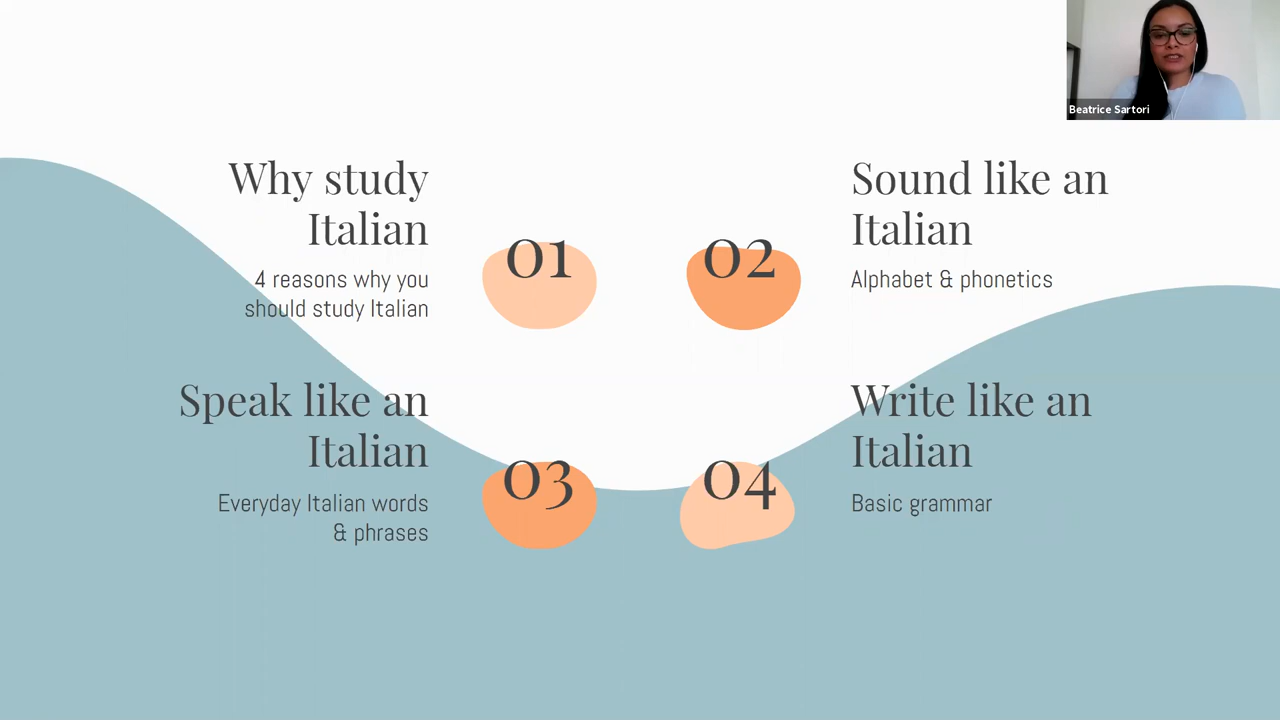 Beatrice Sartori
Why study
Italian
4 reasons why you
should study Italian
01
02
Sound like an
Italian
Alphabet & phonetics
Speak like an
Italian
Everyday Italian words
& phrases
03
04
Write like an
Italian
Basic grammar